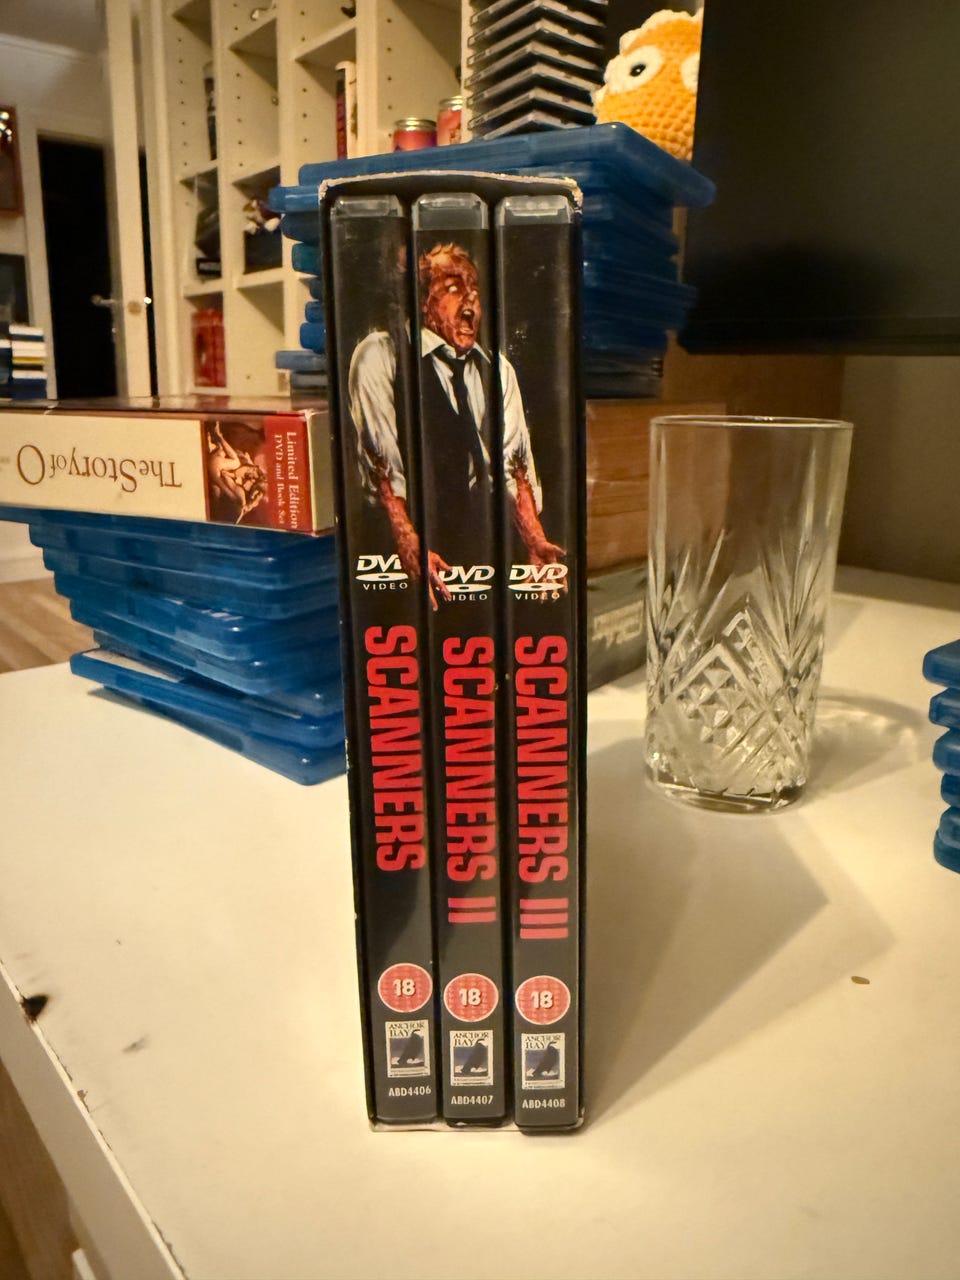 The Story of O
Limited Edition
DVD and Book Set
DVD
VIDEO
SCANNERS
18
ANCHOR
BAY
ABD4406
DVD
VIDEO
SCANNERS II
18
ANCHOR
BAY
ABD4407
DVD
VIDEO
SCANNERS III
18
ANCHOR
BAY
ABD4408